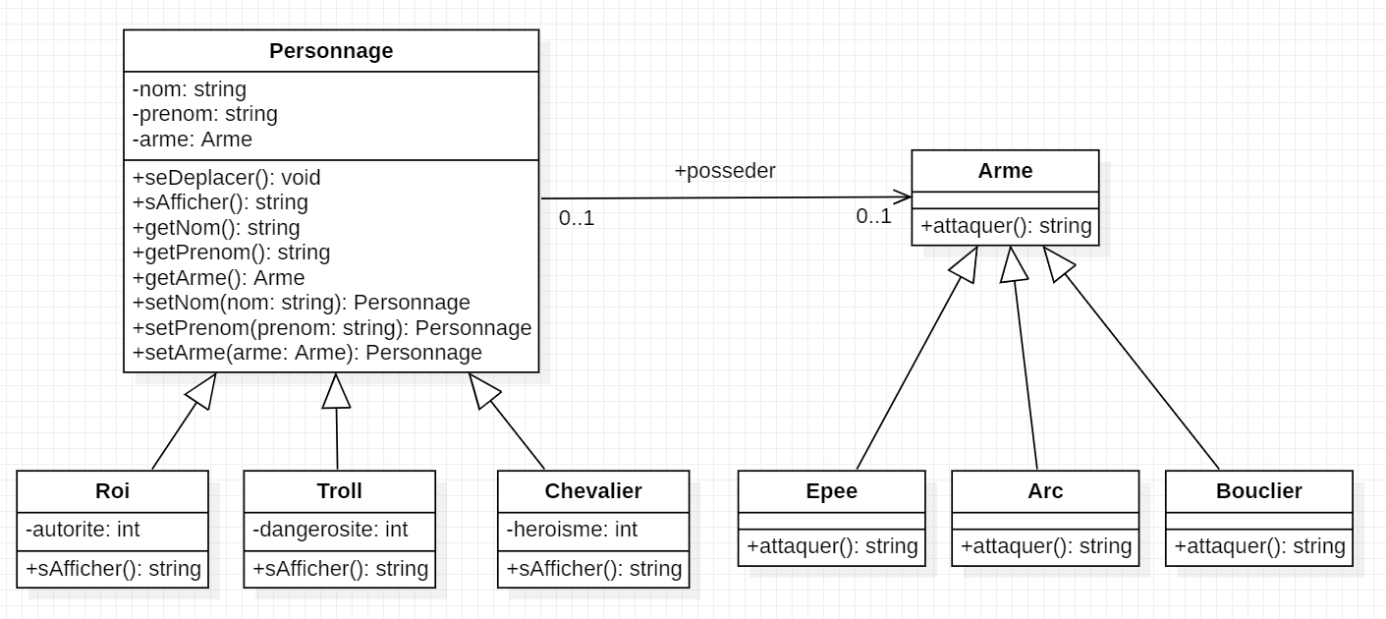 Personnage
-nom: string
-prenom: string
-arme: Arme
+seDeplacer(): void
+sAfficher(): string
+getNom(): string
+getPrenom(): string
+getArme(): Arme
+setNom(nom: string): Personnage
+setPrenom(prenom: string): Personnage
+setArme(arme: Arme): Personnage
+posseder
0..1
0..1
Arme
+attaquer(): string
Roi
-autorite: int
+sAfficher(): string
Troll
-dangerosite: int
+sAfficher(): string
Chevalier
-heroisme: int
+sAfficher(): string
Epee
+attaquer(): string
Arc
+attaquer(): string
Bouclier
+attaquer(): string